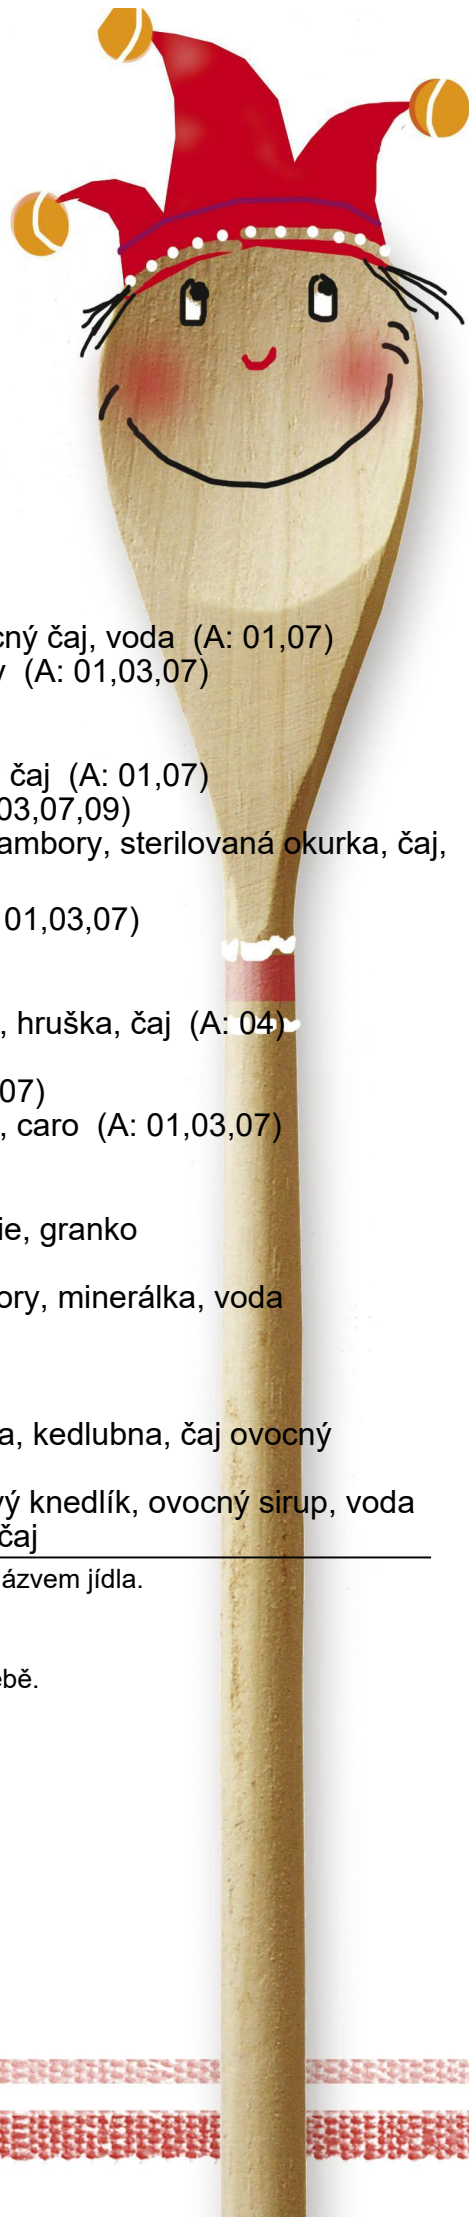 cný čaj, voda (A: 01,07)
(A: 01,03,07)
čaj (A: 01,07)
03,07,09)
ambory, sterilovaná okurka, čaj,
01,03,07)
, hruška, čaj (A: 04)
07)
, caro (A: 01,03,07)
ie, granko
ory, minerálka, voda
a, kedlubna, čaj ovocný
vý knedlík, ovocný sirup, voda
čaj
ázvem jídla.
ebě.